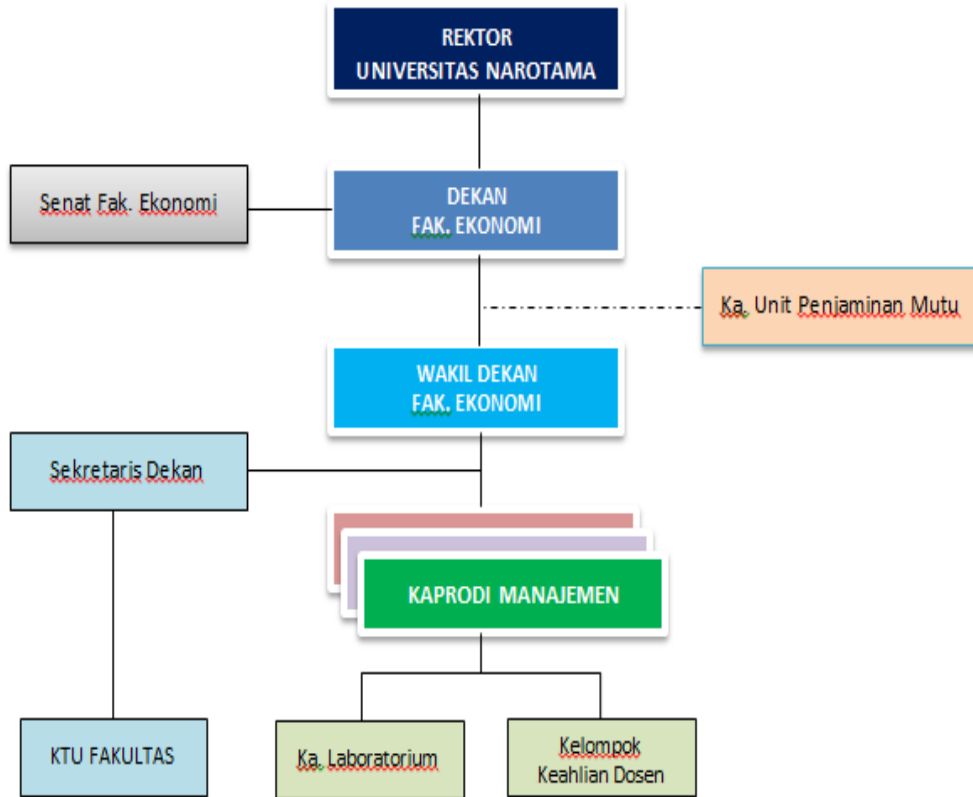 REKTOR
UNIVERSITAS NAROTAMA
Senat Fak. Ekonomi
DEKAN
FAK. EKONOMI
Ka. Unit Penjaminan Mutu
WAKIL DEKAN
FAK. EKONOMI
Sekretaris Dekan
KAPRODI MANAJEMEN
KTU FAKULTAS
Ka. Laboratorium
Kelompok
Keahlian Dosen